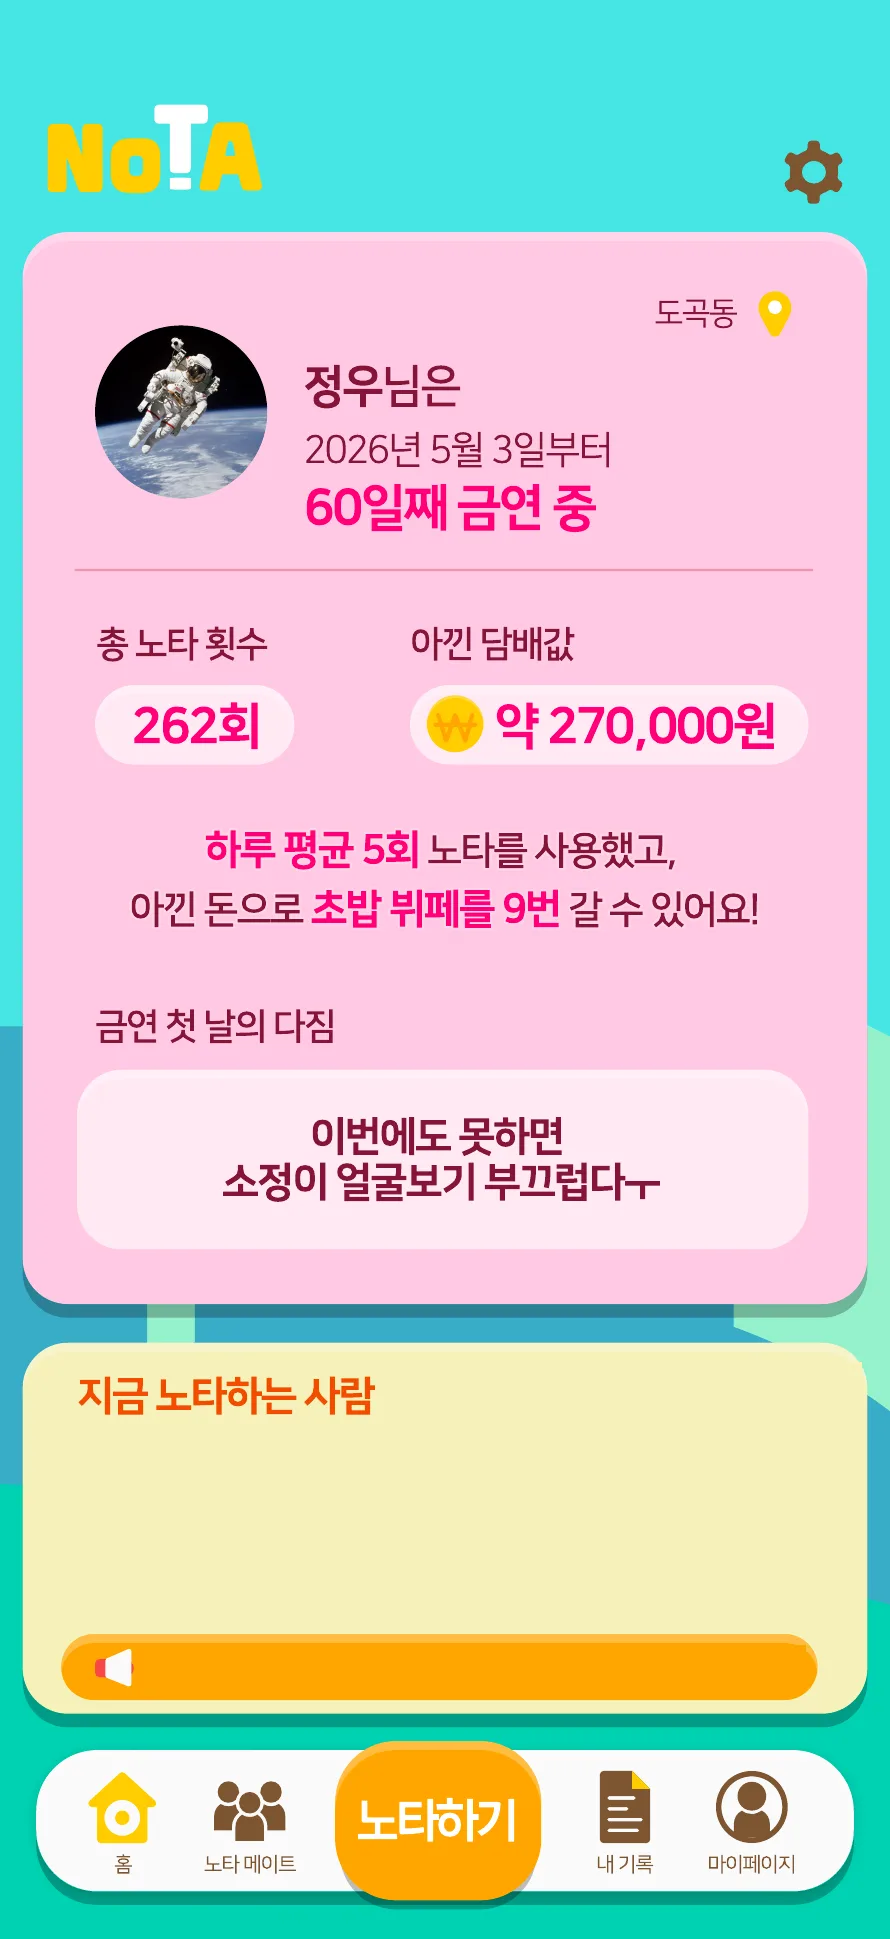 NoTA
도곡동
정우님은
2026년 5월 3일부터
60일째 금연 중
총 노타 횟수
아낀 담배값
262회
₩ 약 270,000원
하루 평균 5회 노타를 사용했고,
아낀 돈으로 초밥 뷔페를 9번 갈 수 있어요!
금연 첫 날의 다짐
이번에도 못하면
소정이 얼굴보기 부끄럽다ㅜ
지금 노타하는 사람
홈
노타 메이트
노타하기
내 기록
마이페이지